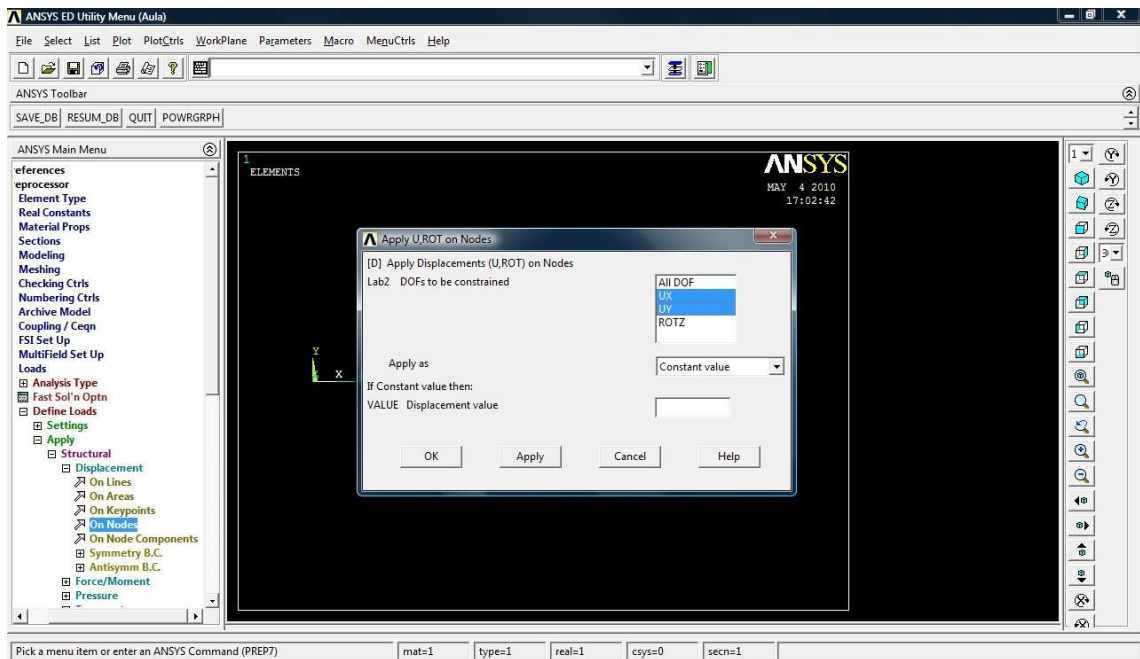 ANSYS ED Utility Menu (Aula)
File Select List Plot PlotCtrls WorkPlane Parameters Macro MenuCtrls Help
ANSYS Toolbar
SAVE_DB RESUM_DB QUIT POWRGRPH
ANSYS Main Menu
eferences
eprocessor
Element Type
Real Constants
Material Props
Sections
Modeling
Meshing
Checking Ctrls
Numbering Ctrls
Archive Model
Coupling / Ceqn
FSI Set Up
MultiField Set Up
Loads
Analysis Type
Fast Sol'n Optn
Define Loads
Settings
Apply
Structural
Displacement
On Lines
On Areas
On Keypoints
On Nodes
On Node Components
Symmetry B.C.
Antisymm B.C.
Force/Moment
Pressure
1
ELEMENTS
ANSYS
MAY 4 2010
17:02:42
Y
X
Apply U,ROT on Nodes
[D] Apply Displacements (U,ROT) on Nodes
Lab2 DOFs to be constrained
All DOF
UX
UY
ROTZ
Apply as Constant value
If Constant value then:
VALUE Displacement value
OK Apply Cancel Help
1
Pick a menu item or enter an ANSYS Command (PREP7) mat=1 type=1 real=1 csys=0 secn=1